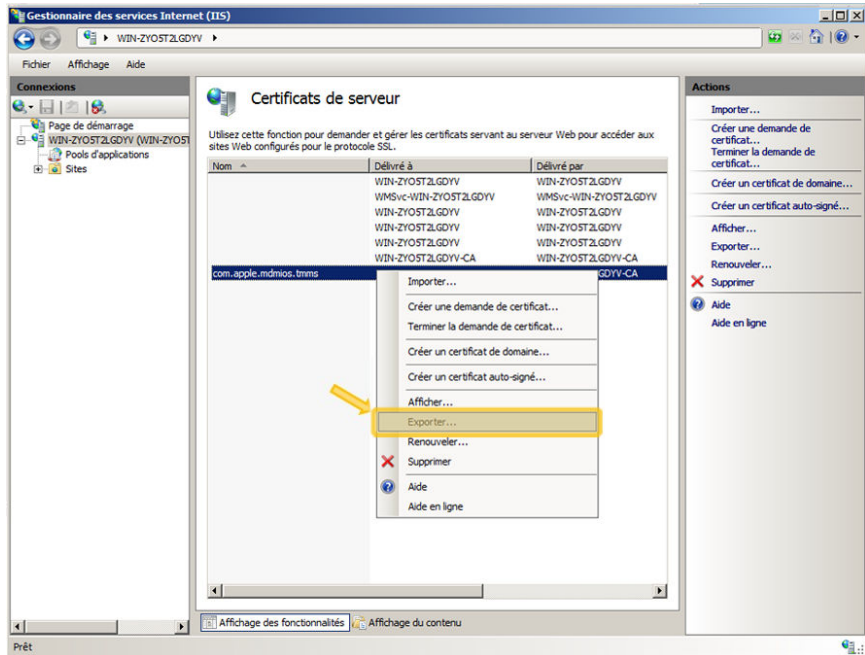 Gestionnaire des services Internet (IIS)
WIN-ZYO5T2LGDYV
Fichier Affichage Aide
Connexions
Page de démarrage
WIN-ZYO5T2LGDYV (WIN-ZYO5T
Pools d'applications
Sites
Certificats de serveur
Utilisez cette fonction pour demander et gérer les certificats servant au serveur Web pour accéder aux
sites Web configurés pour le protocole SSL.
Nom Délivré à Délivré par
WIN-ZYO5T2LGDYV WIN-ZYO5T2LGDYV
WMSvc-WIN-ZYO5T2LGDYV WMSvc-WIN-ZYO5T2LGDYV
WIN-ZYO5T2LGDYV WIN-ZYO5T2LGDYV
WIN-ZYO5T2LGDYV WIN-ZYO5T2LGDYV
WIN-ZYO5T2LGDYV WIN-ZYO5T2LGDYV
WIN-ZYO5T2LGDYV-CA WIN-ZYO5T2LGDYV-CA
com.apple.mdmios.tmms GDYV-CA
Importer...
Créer une demande de certificat...
Terminer la demande de certificat...
Créer un certificat de domaine...
Créer un certificat auto-signé...
Afficher...
Exporter...
Renouveler...
Supprimer
Aide
Aide en ligne
Affichage des fonctionnalités Affichage du contenu
Actions
Importer...
Créer une demande de
certificat...
Terminer la demande de
certificat...
Créer un certificat de domaine...
Créer un certificat auto-signé...
Afficher...
Exporter...
Renouveler...
Supprimer
Aide
Aide en ligne
Prêt